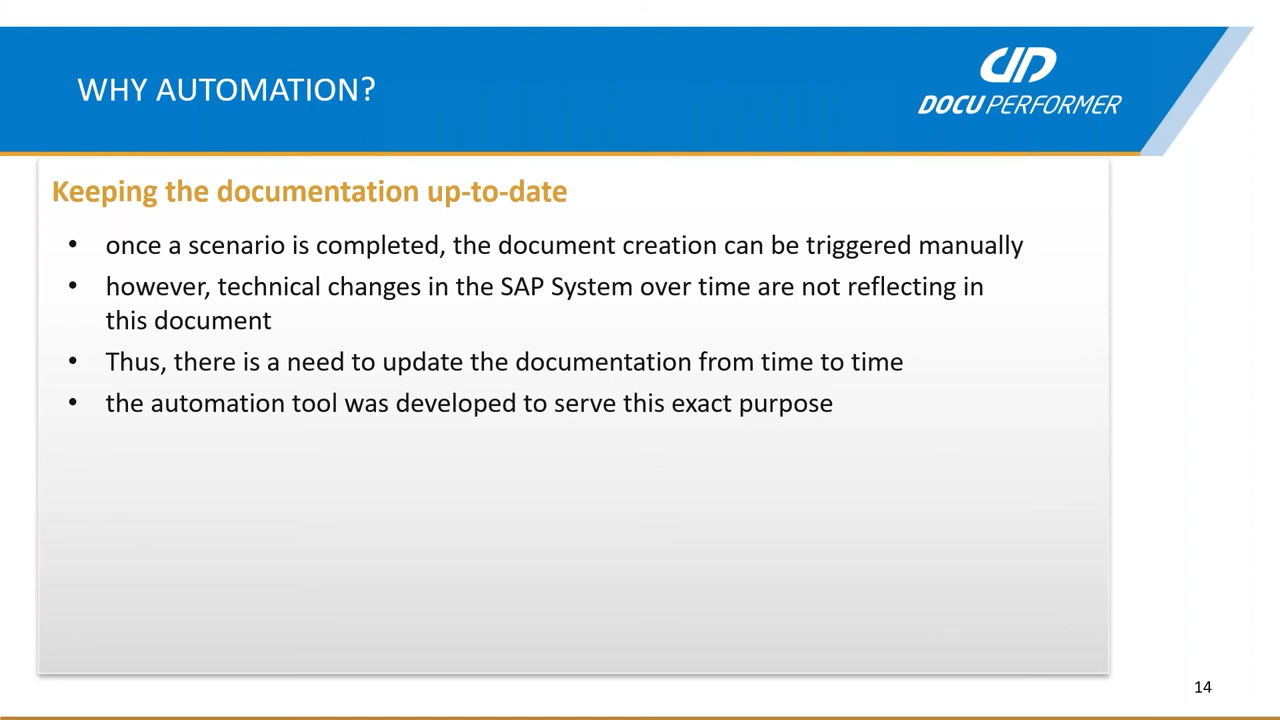 WHY AUTOMATION?
DOCU PERFORMER
Keeping the documentation up-to-date
• once a scenario is completed, the document creation can be triggered manually
• however, technical changes in the SAP System over time are not reflecting in
this document
• Thus, there is a need to update the documentation from time to time
• the automation tool was developed to serve this exact purpose
14